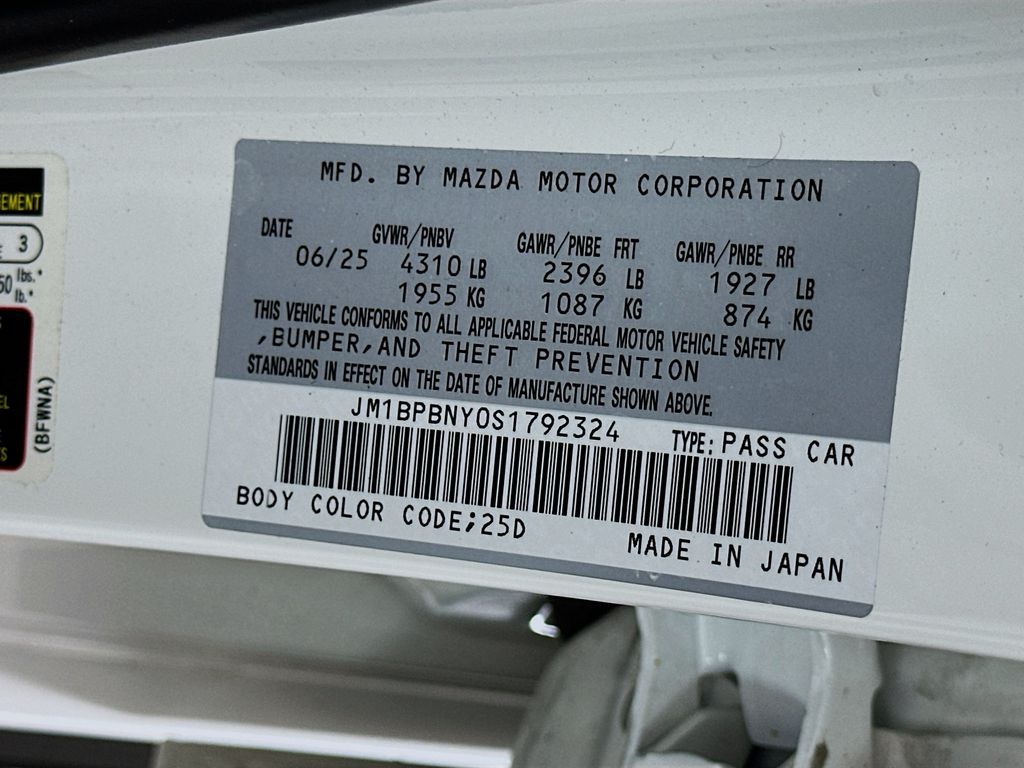 MFD. BY MAZDA MOTOR CORPORATION
DATE GVWR/PNBV GAWR/PNBE FRT GAWR/PNBE RR
06/25 4310 LB 2396 LB 1927 LB
1955 KG 1087 KG 874 KG
THIS VEHICLE CONFORMS TO ALL APPLICABLE FEDERAL MOTOR VEHICLE SAFETY
,BUMPER,AND THEFT PREVENTION
STANDARDS IN EFFECT ON THE DATE OF MANUFACTURE SHOWN ABOVE.
JM1BPBNY0S1792324 TYPE: PASS CAR
BODY COLOR CODE;25D
MADE IN JAPAN
3
lbs.*
lb.*
(BFWNA)